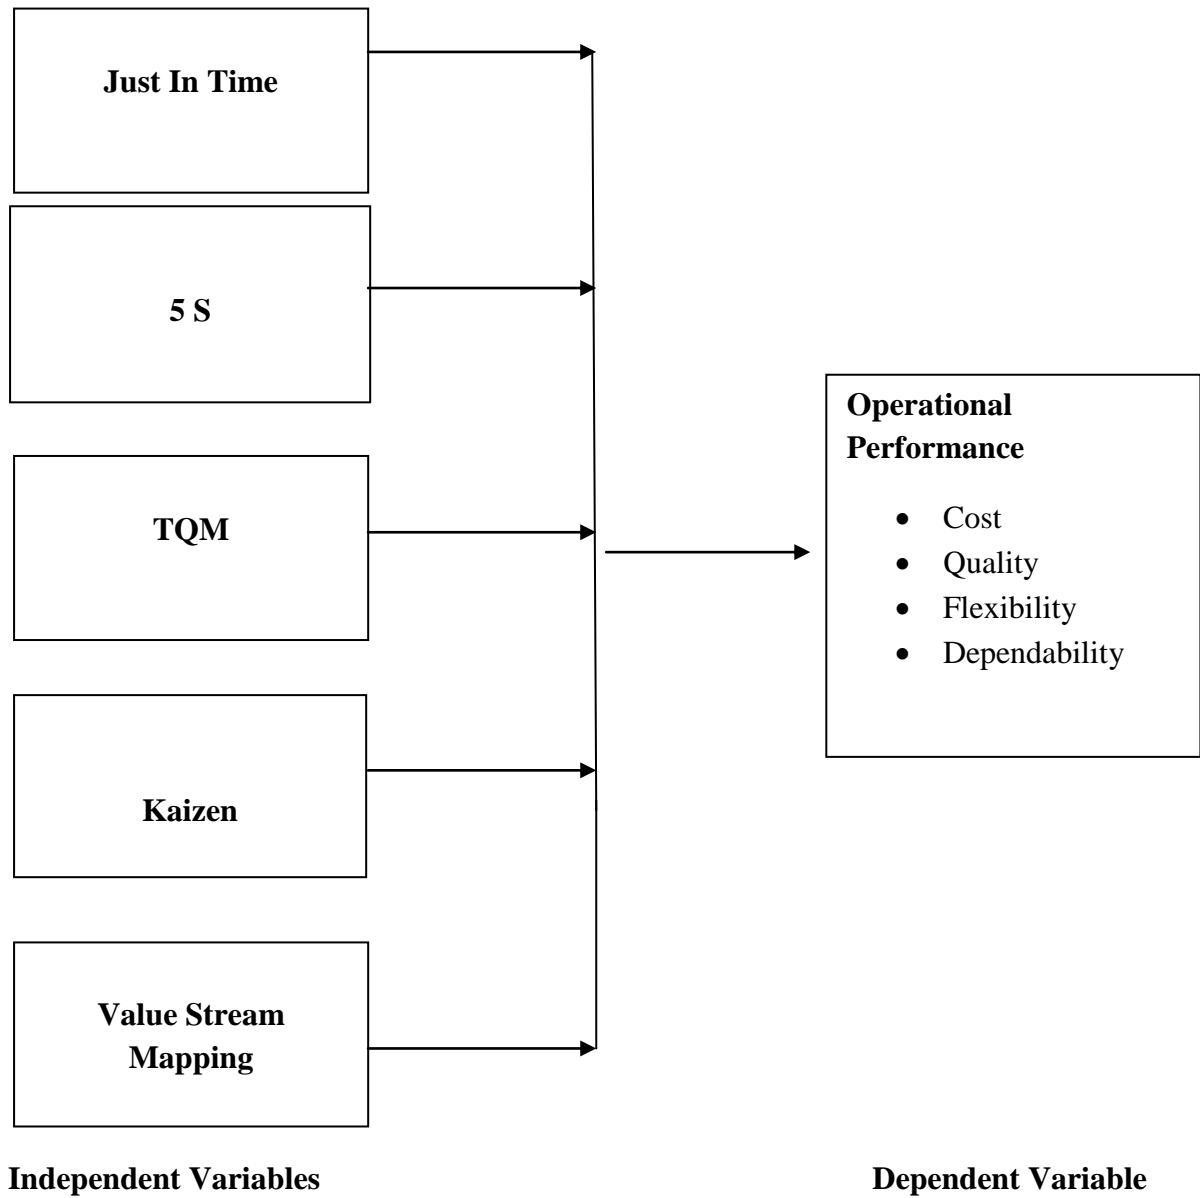 Just In Time
5 S
TQM
Kaizen
Value Stream
Mapping
Operational
Performance
• Cost
• Quality
• Flexibility
• Dependability
Independent Variables
Dependent Variable